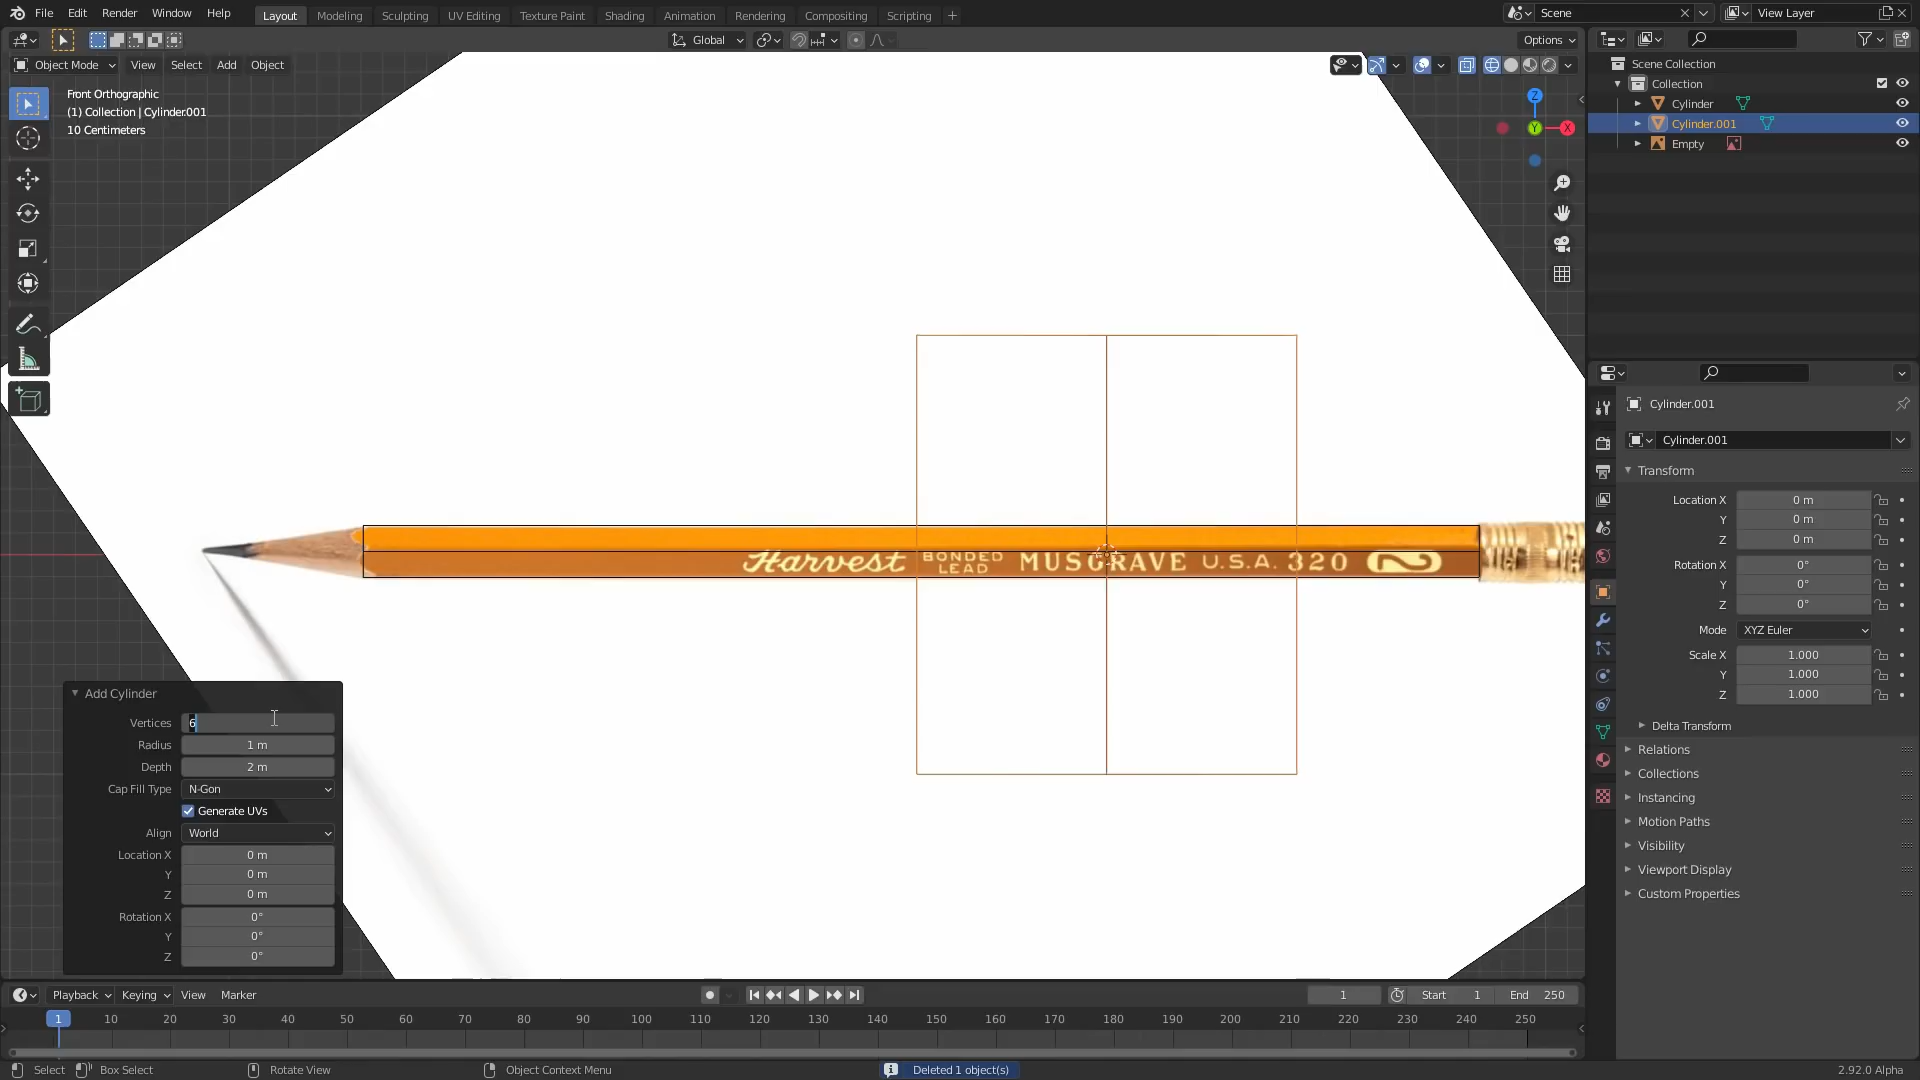 File Edit Render Window Help Layout Modeling Sculpting UV Editing Texture Paint Shading Animation Rendering Compositing Scripting + Scene View Layer
Global Options
Object Mode View Select Add Object
Front Orthographic
(1) Collection | Cylinder.001
10 Centimeters
Z
Y
X
Harvest BONDED LEAD MUSGRAVE U.S.A. 320 2
Add Cylinder
Vertices 6
Radius 1 m
Depth 2 m
Cap Fill Type N-Gon
Generate UVs
Align World
Location X 0 m
Y 0 m
Z 0 m
Rotation X 0°
Y 0°
Z 0°
Scene Collection
Collection
Cylinder
Cylinder.001
Empty
Cylinder.001
Cylinder.001
Transform
Location X 0 m
Y 0 m
Z 0 m
Rotation X 0°
Y 0°
Z 0°
Mode XYZ Euler
Scale X 1.000
Y 1.000
Z 1.000
Delta Transform
Relations
Collections
Instancing
Motion Paths
Visibility
Viewport Display
Custom Properties
Playback Keying View Marker 1 Start 1 End 250
1 10 20 30 40 50 60 70 80 90 100 110 120 130 140 150 160 170 180 190 200 210 220 230 240 250
Select Box Select Rotate View Object Context Menu Deleted 1 object(s) 2.92.0 Alpha